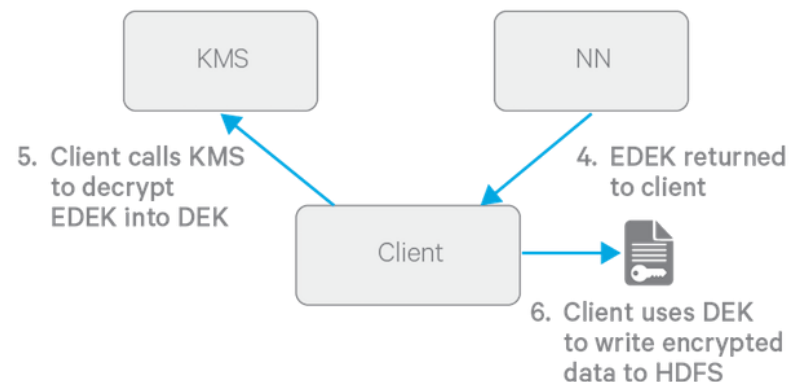 KMS
NN
5. Client calls KMS
to decrypt
EDEK into DEK
4. EDEK returned
to client
Client
6. Client uses DEK
to write encrypted
data to HDFS